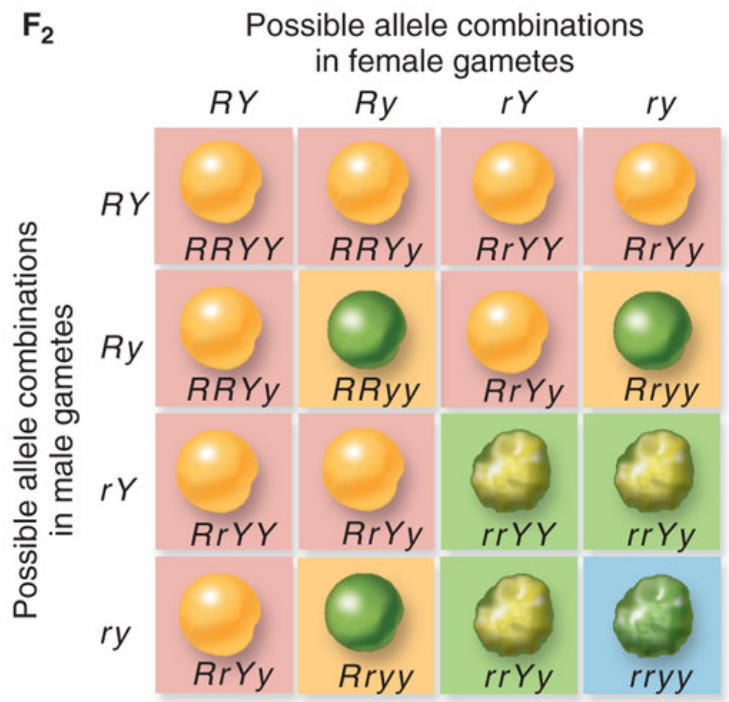 F2
Possible allele combinations
in female gametes
RY Ry rY ry
Possible allele combinations
in male gametes
RY
RRYY RRYy RrYY RrYy
Ry
RRYy RRyy RrYy Rryy
rY
RrYY RrYy rrYY rrYy
ry
RrYy Rryy rrYy rryy